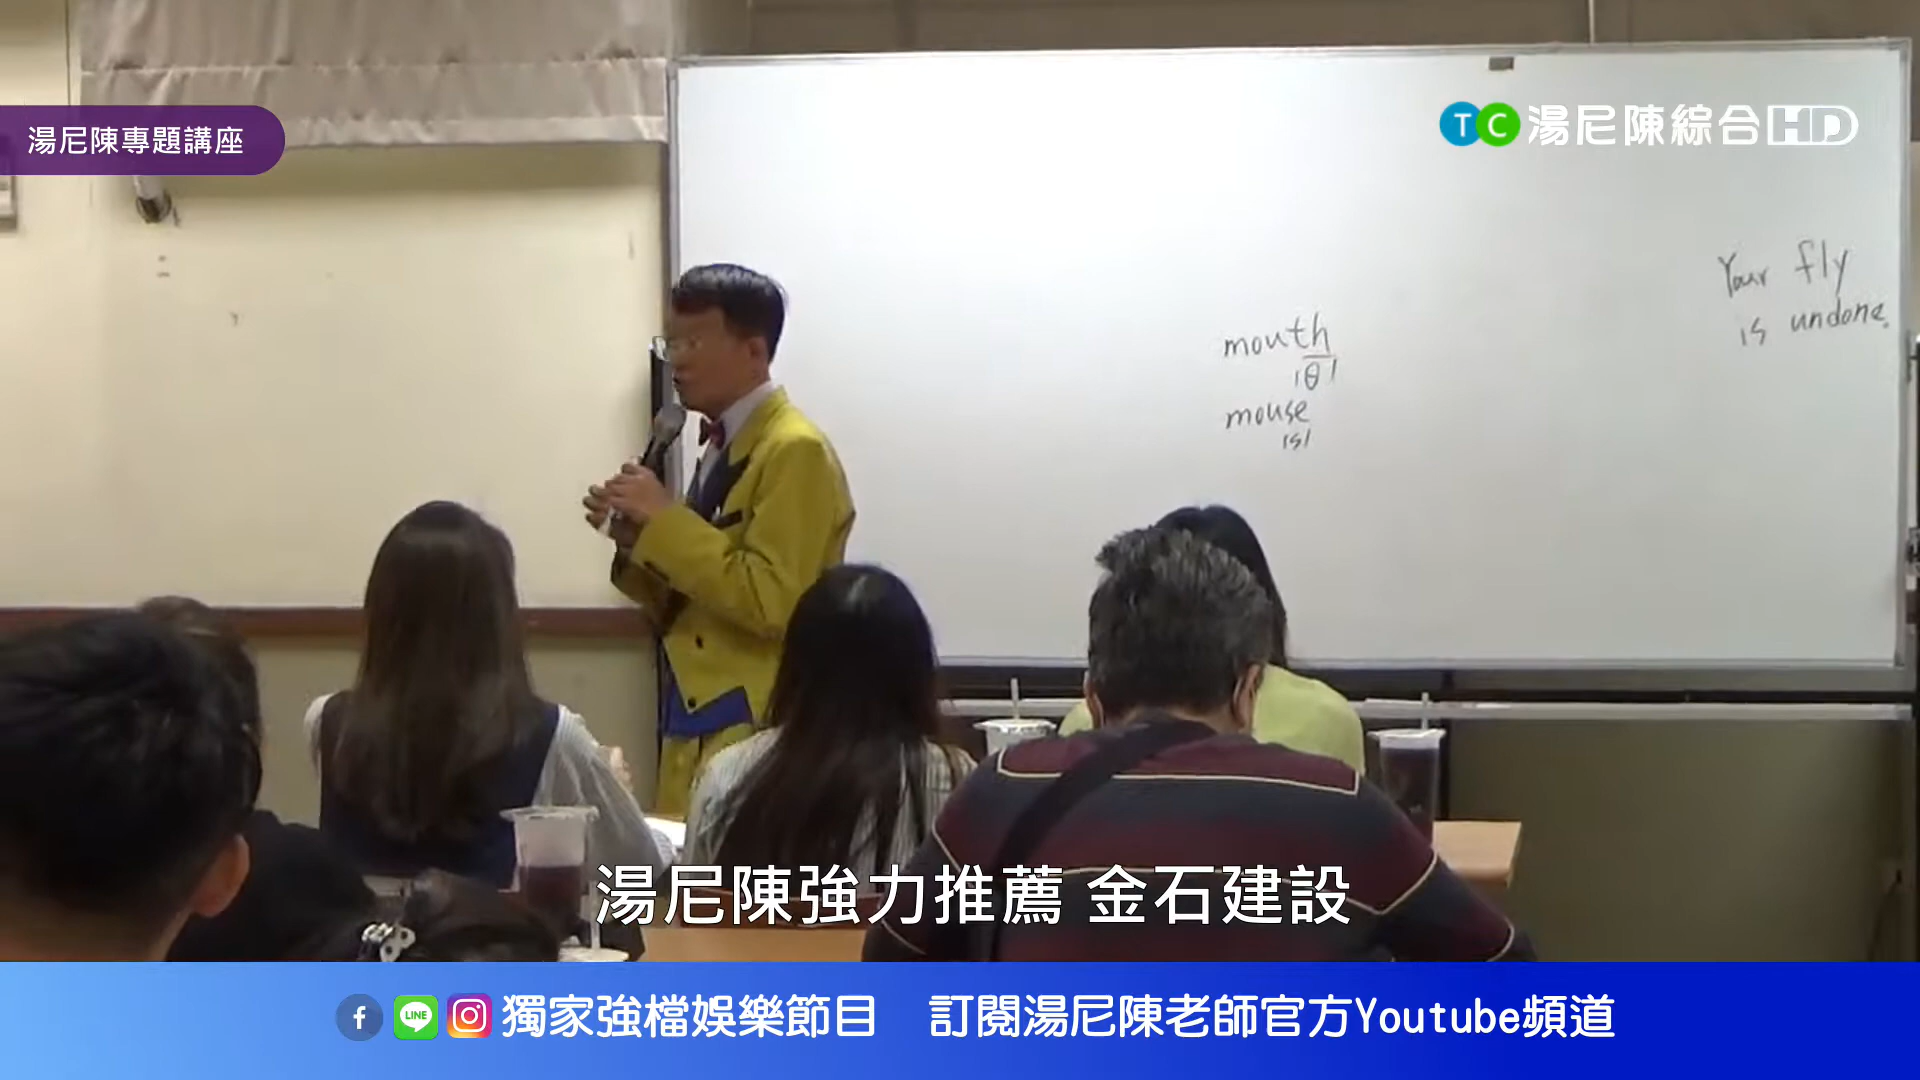 湯尼陳專題講座
TC 湯尼陳綜合HD
Your fly
is undone.
mouth
/θ/
mouse
/s/
湯尼陳強力推薦 金石建設
f LINE 獨家強檔娛樂節目 訂閱湯尼陳老師官方Youtube頻道